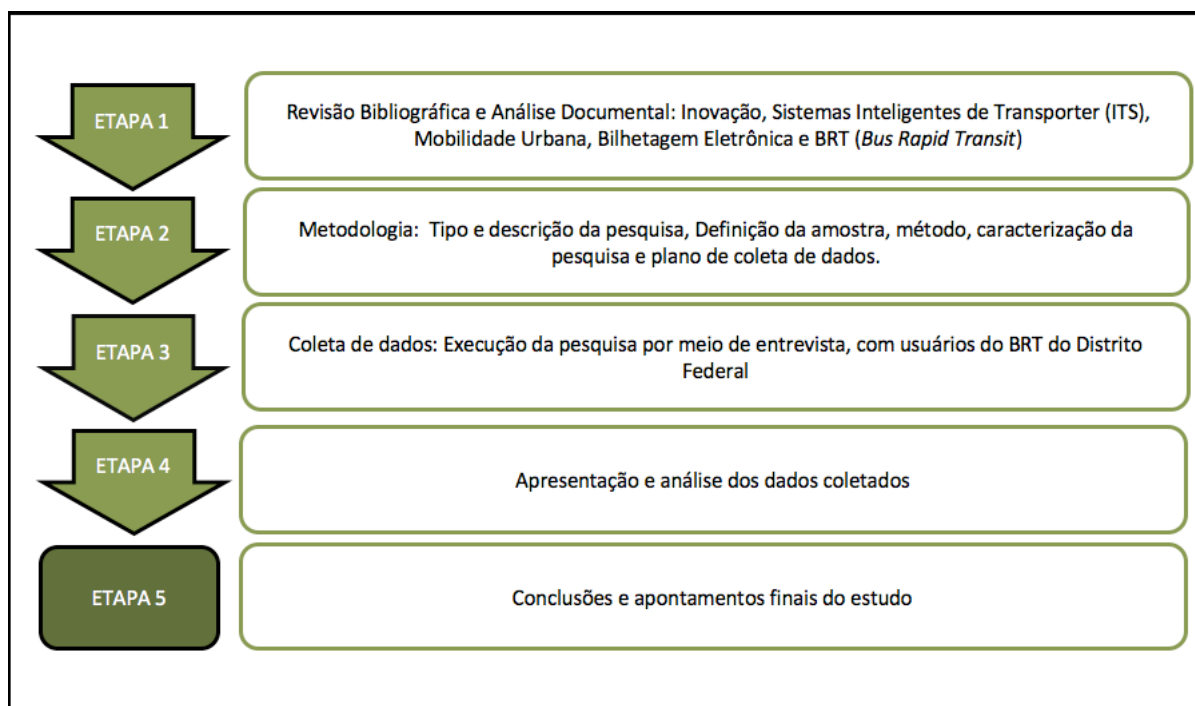 ETAPA 1
Revisão Bibliográfica e Análise Documental: Inovação, Sistemas Inteligentes de Transporter (ITS),
Mobilidade Urbana, Bilhetagem Eletrônica e BRT (Bus Rapid Transit)
ETAPA 2
Metodologia: Tipo e descrição da pesquisa, Definição da amostra, método, caracterização da
pesquisa e plano de coleta de dados.
ETAPA 3
Coleta de dados: Execução da pesquisa por meio de entrevista, com usuários do BRT do Distrito
Federal
ETAPA 4
Apresentação e análise dos dados coletados
ETAPA 5
Conclusões e apontamentos finais do estudo